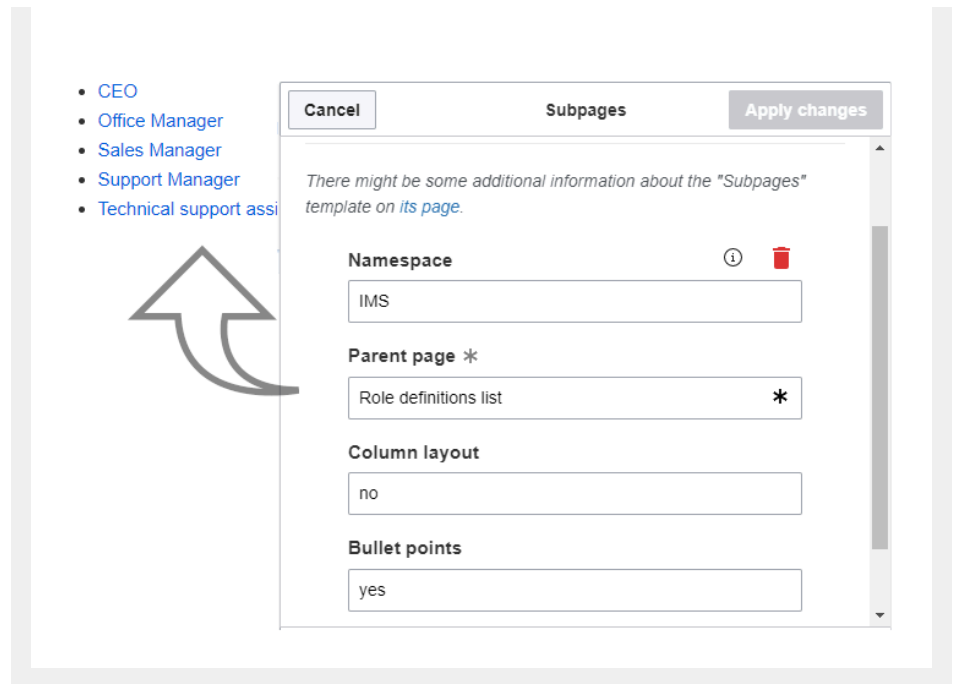 CEO
Office Manager
Sales Manager
Support Manager
Technical support assi
Cancel
Subpages
Apply changes
There might be some additional information about the "Subpages"
template on its page.
Namespace
IMS
Parent page *
Role definitions list *
Column layout
no
Bullet points
yes